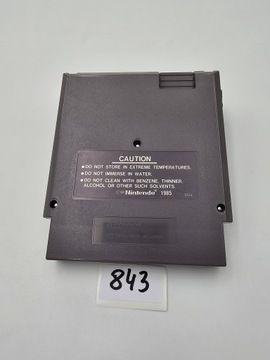 CAUTION
● DO NOT STORE IN EXTREME TEMPERATURES.
● DO NOT IMMERSE IN WATER.
● DO NOT CLEAN WITH BENZENE, THINNER,
ALCOHOL OR OTHER SUCH SOLVENTS.
© Nintendo® 1985
843